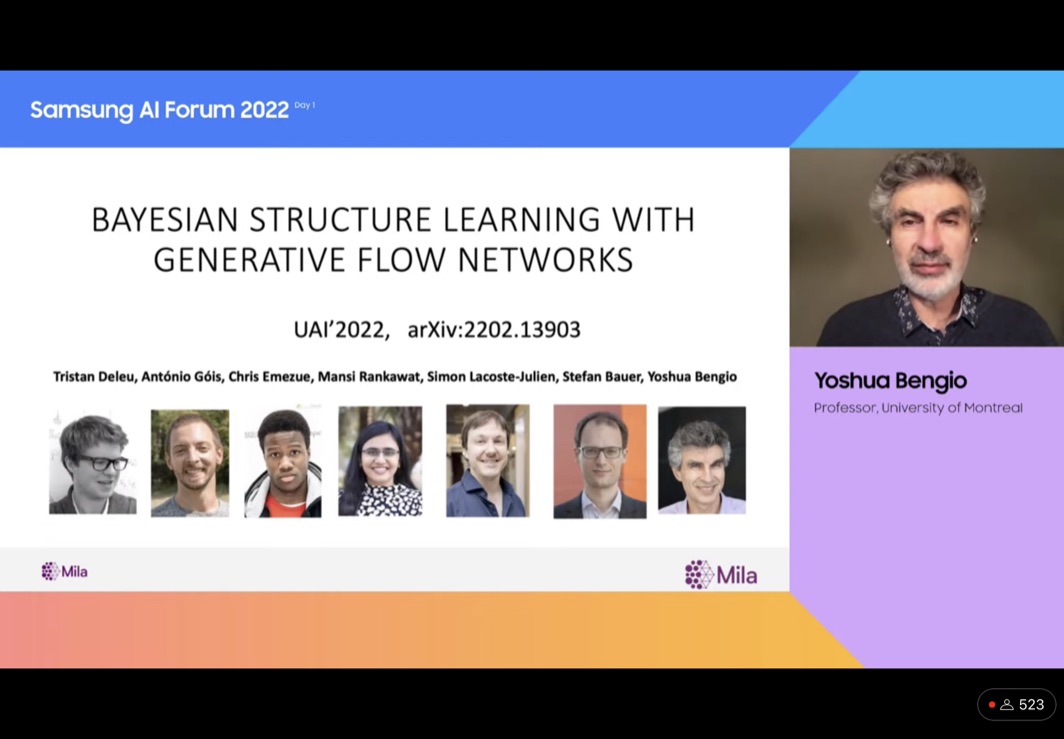 Samsung AI Forum 2022 Day 1
BAYESIAN STRUCTURE LEARNING WITH
GENERATIVE FLOW NETWORKS
UAI'2022, arXiv:2202.13903
Tristan Deleu, António Góis, Chris Emezue, Mansi Rankawat, Simon Lacoste-Julien, Stefan Bauer, Yoshua Bengio
Mila
Mila
Yoshua Bengio
Professor, University of Montreal
523